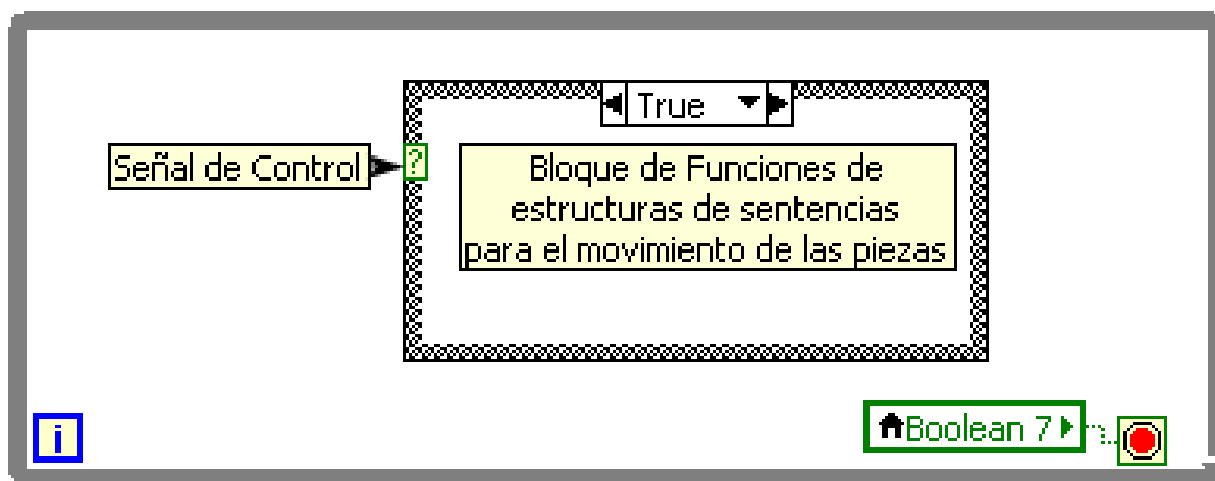 True
Señal de Control
?
Bloque de Funciones de
estructuras de sentencias
para el movimiento de las piezas
i
Boolean 7